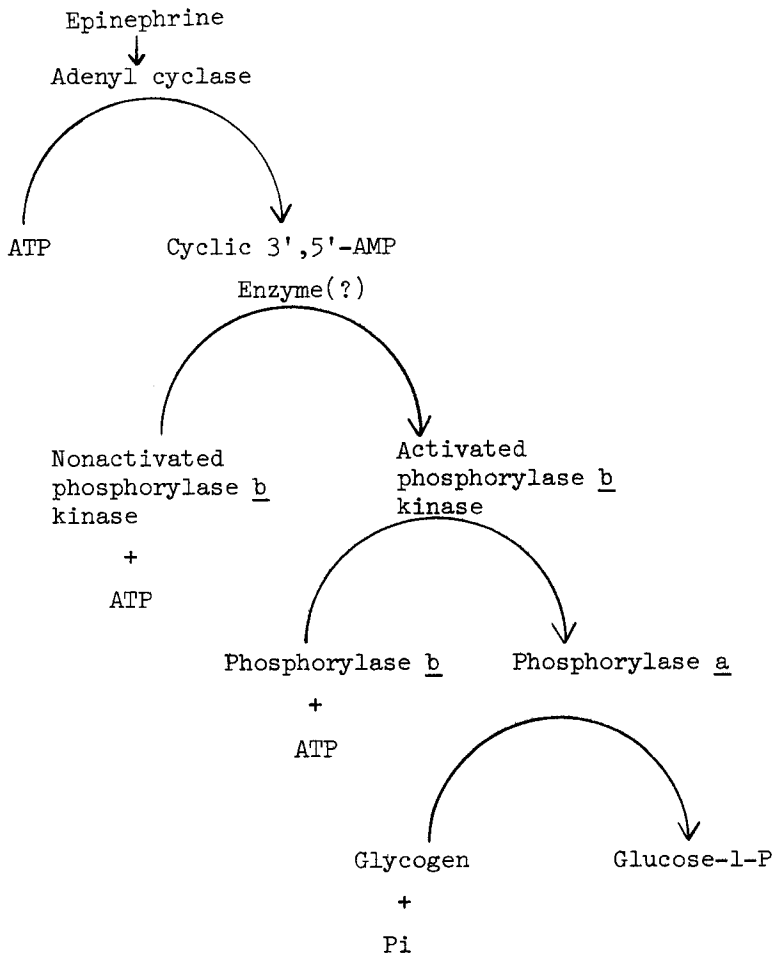 Epinephrine
Adenyl cyclase
ATP
Cyclic 3',5'-AMP
Enzyme(?)
Nonactivated
phosphorylase b
kinase
+
ATP
Activated
phosphorylase b
kinase
Phosphorylase b
+
ATP
Phosphorylase a
Glycogen
+
Pi
Glucose-1-P